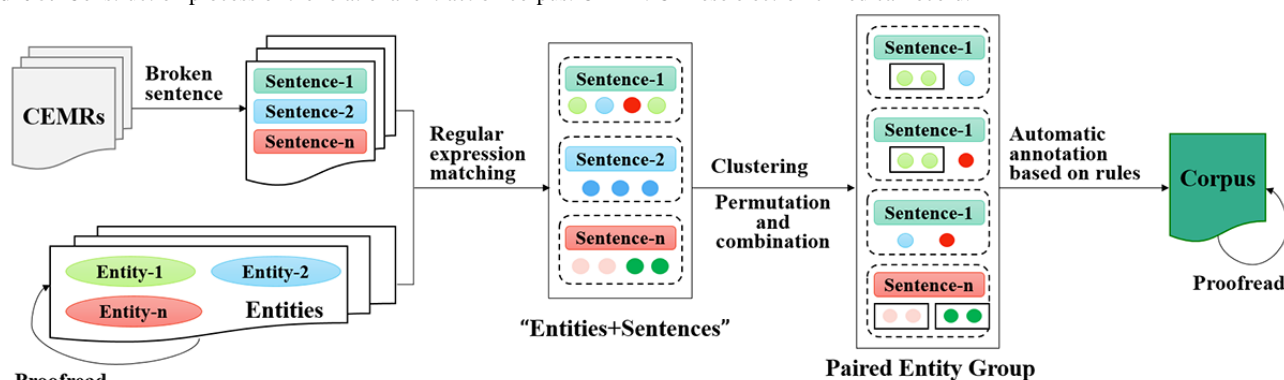 Broken
sentence
CEMRs
Sentence-1
Sentence-2
Sentence-n
Entity-1
Entity-2
Entity-n
Entities
Proofread
Regular
expression
matching
Sentence-1
Sentence-2
Sentence-n
“Entities+Sentences”
Clustering
Permutation
and
combination
Sentence-1
Sentence-1
Sentence-1
Sentence-n
Paired Entity Group
Automatic
annotation
based on rules
Corpus
Proofread